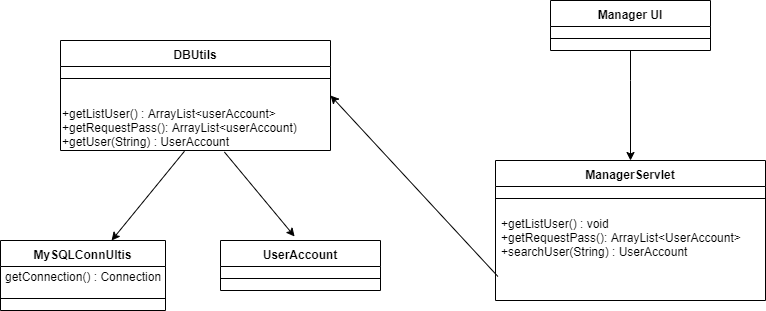 Manager UI
DBUtils
+getListUser() : ArrayList<userAccount>
+getRequestPass(): ArrayList<userAccount)
+getUser(String) : UserAccount
ManagerServlet
+getListUser() : void
+getRequestPass(): ArrayList<UserAccount>
+searchUser(String) : UserAccount
MySQLConnUltis
getConnection() : Connection
UserAccount